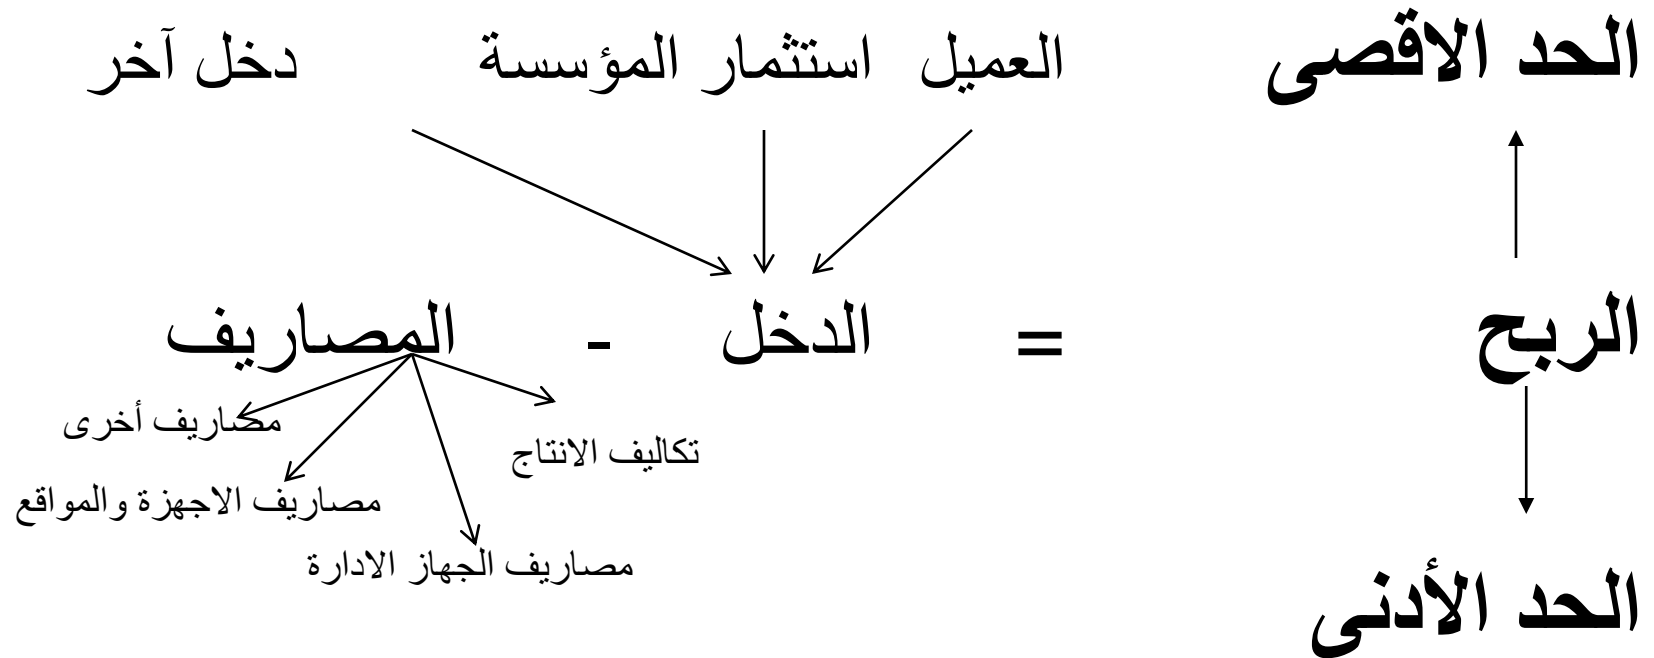 الحد الاقصى
العميل استثمار المؤسسة دخل آخر
الربح = الدخل - المصاريف
تكاليف الانتاج
مصاريف أخرى
مصاريف الاجهزة والمواقع
مصاريف الجهاز الادارة
الحد الأدنى